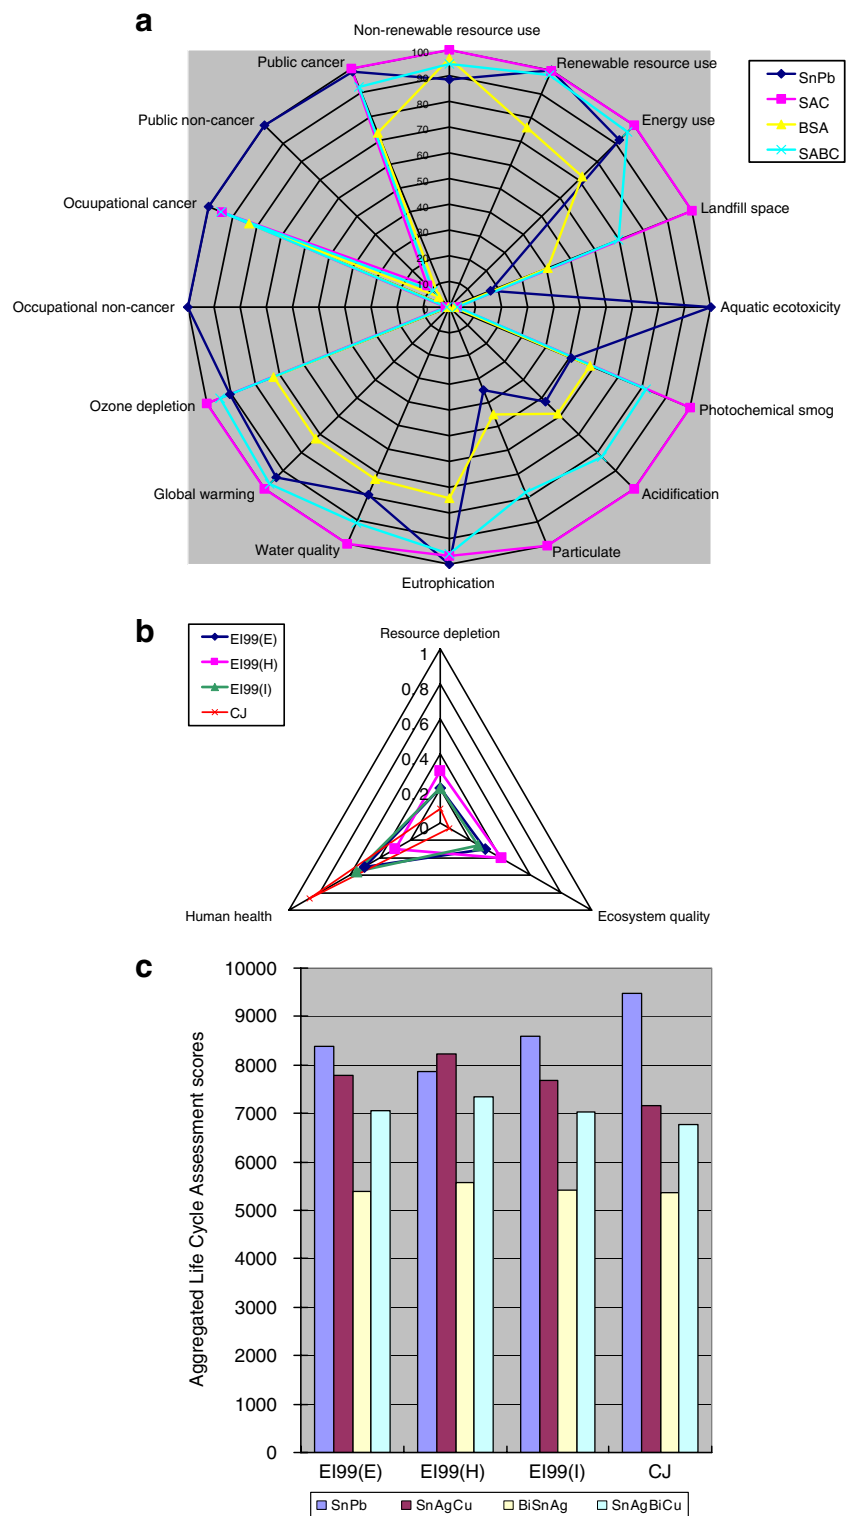 a
Non-renewable resource use
Public cancer
Renewable resource use
Public non-cancer
Energy use
Ocuupational cancer
Landfill space
Occupational non-cancer
Aquatic ecotoxicity
Ozone depletion
Photochemical smog
Global warming
Acidification
Water quality
Particulate
Eutrophication
100
90
80
70
60
50
40
30
20
10
SnPb
SAC
BSA
SABC
b
EI99(E)
EI99(H)
EI99(I)
CJ
Resource depletion
1
0.8
0.6
0.4
0.2
0
Human health
Ecosystem quality
c
Aggregated Life Cycle Assessment scores
10000
9000
8000
7000
6000
5000
4000
3000
2000
1000
0
EI99(E) EI99(H) EI99(I) CJ
SnPb SnAgCu BiSnAg SnAgBiCu